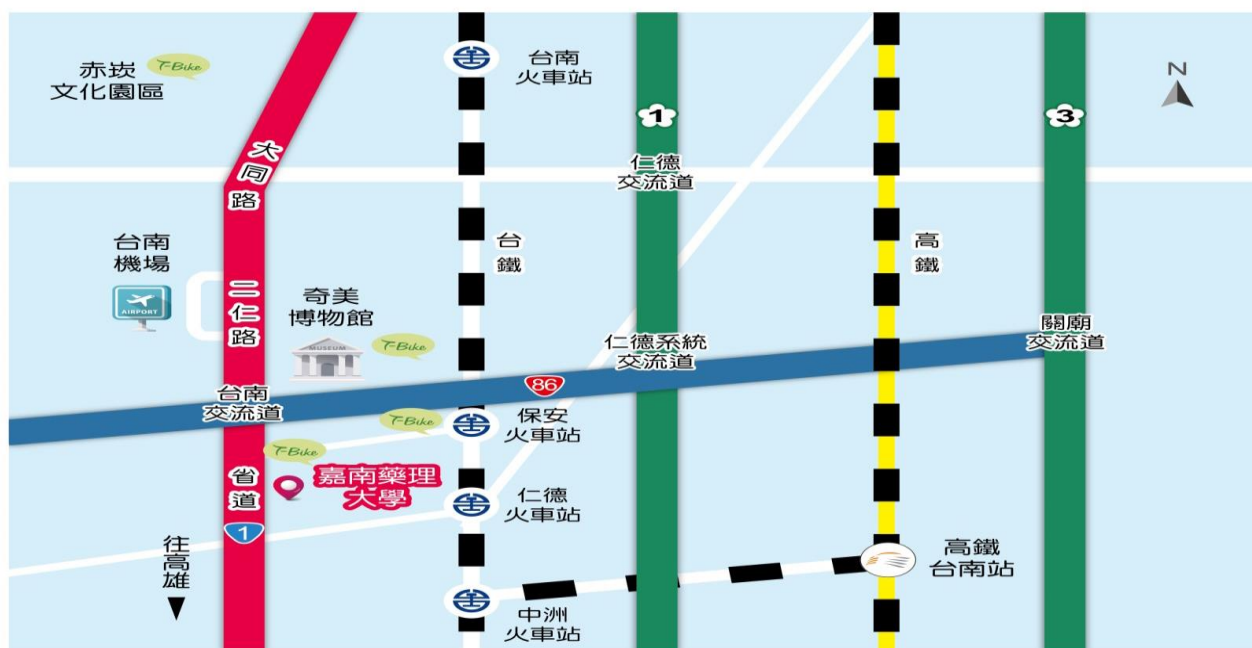 台南
火車站
赤崁
文化園區
T-Bike
N
1
3
仁德
交流道
大同路
台鐵
高鐵
台南
機場
AIRPORT
二仁路
奇美
博物館
MUSEUM
T-Bike
仁德系統
交流道
關廟
交流道
86
台南
交流道
T-Bike
保安
火車站
T-Bike
嘉南藥理
大學
省道
1
仁德
火車站
往高雄
高鐵
台南站
中洲
火車站